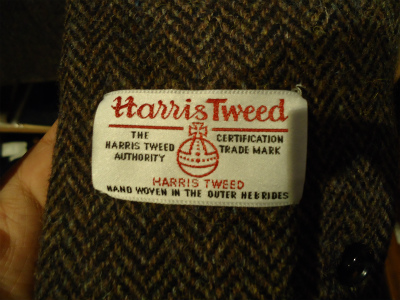 Harris Tweed
THE
HARRIS TWEED
AUTHORITY
CERTIFICATION
TRADE MARK
HARRIS TWEED
HAND WOVEN IN THE OUTER HEBRIDES